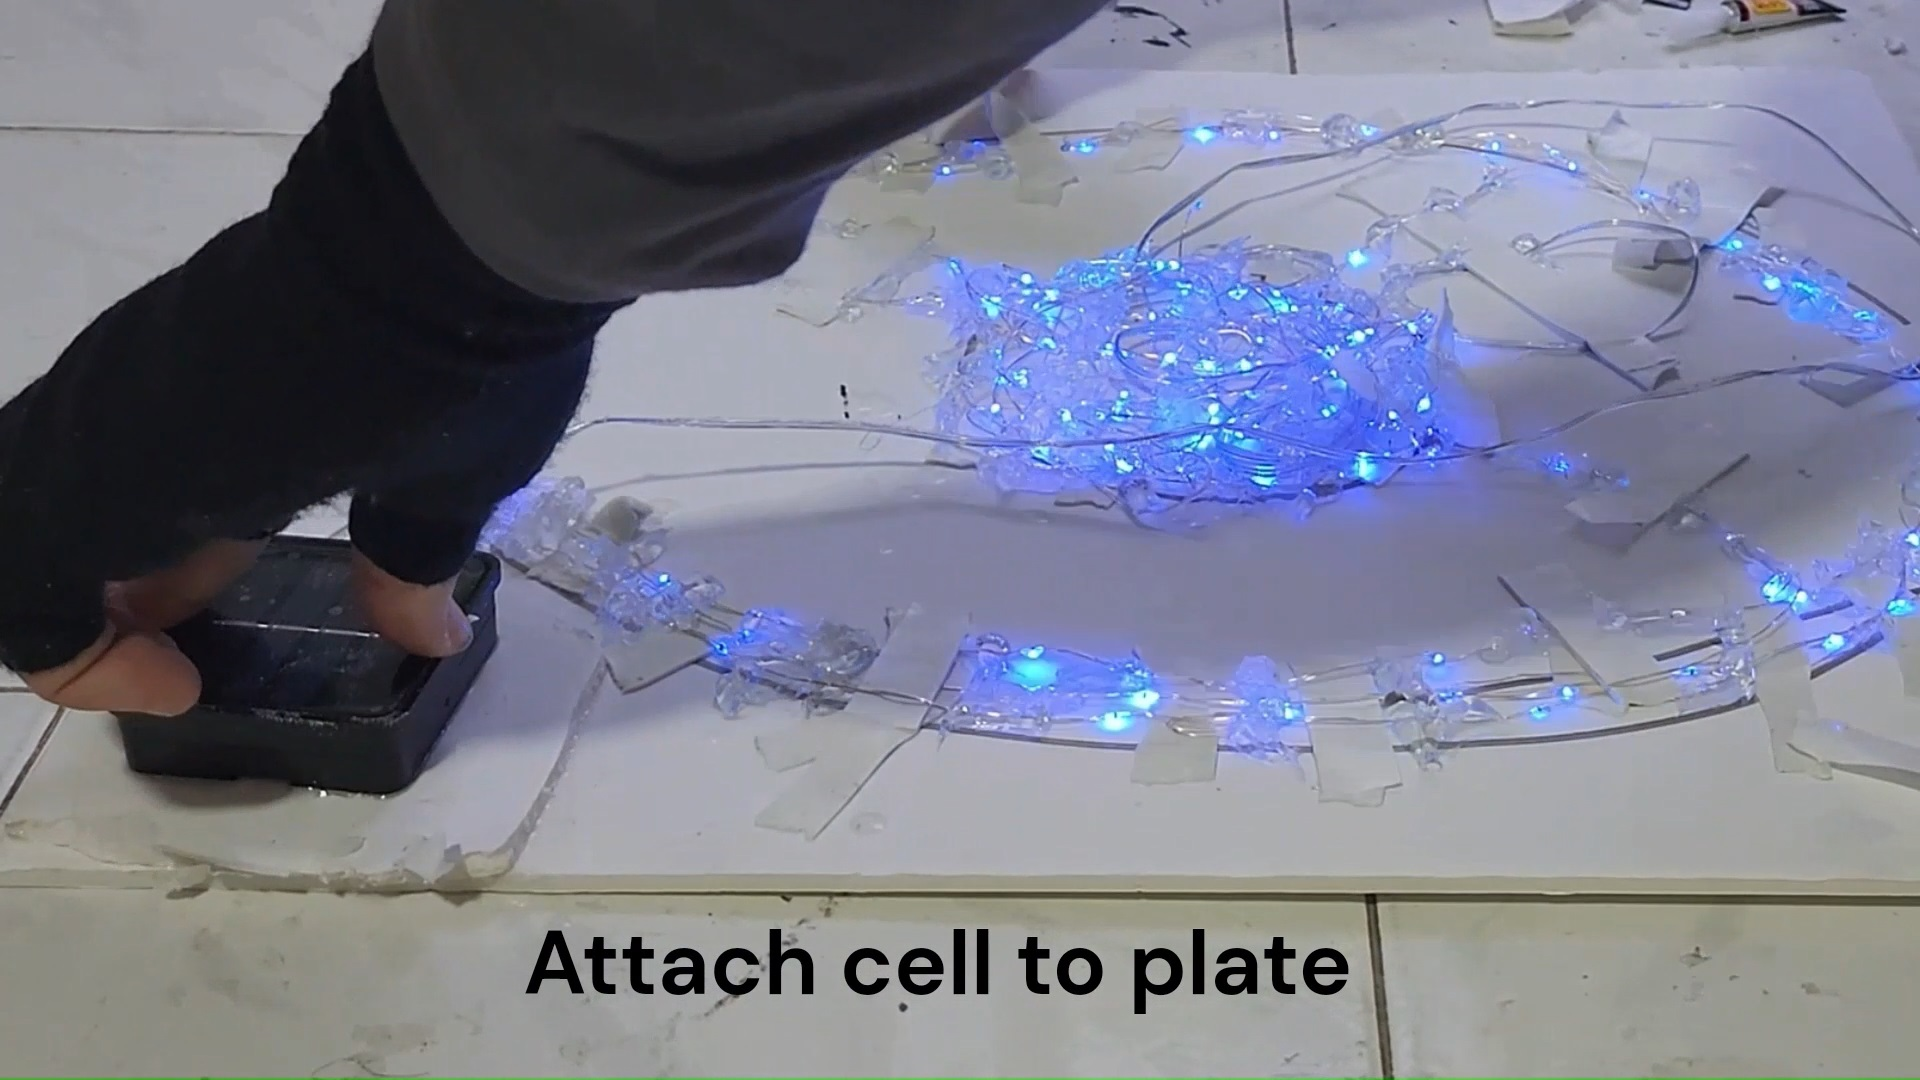 Attach cell to plate